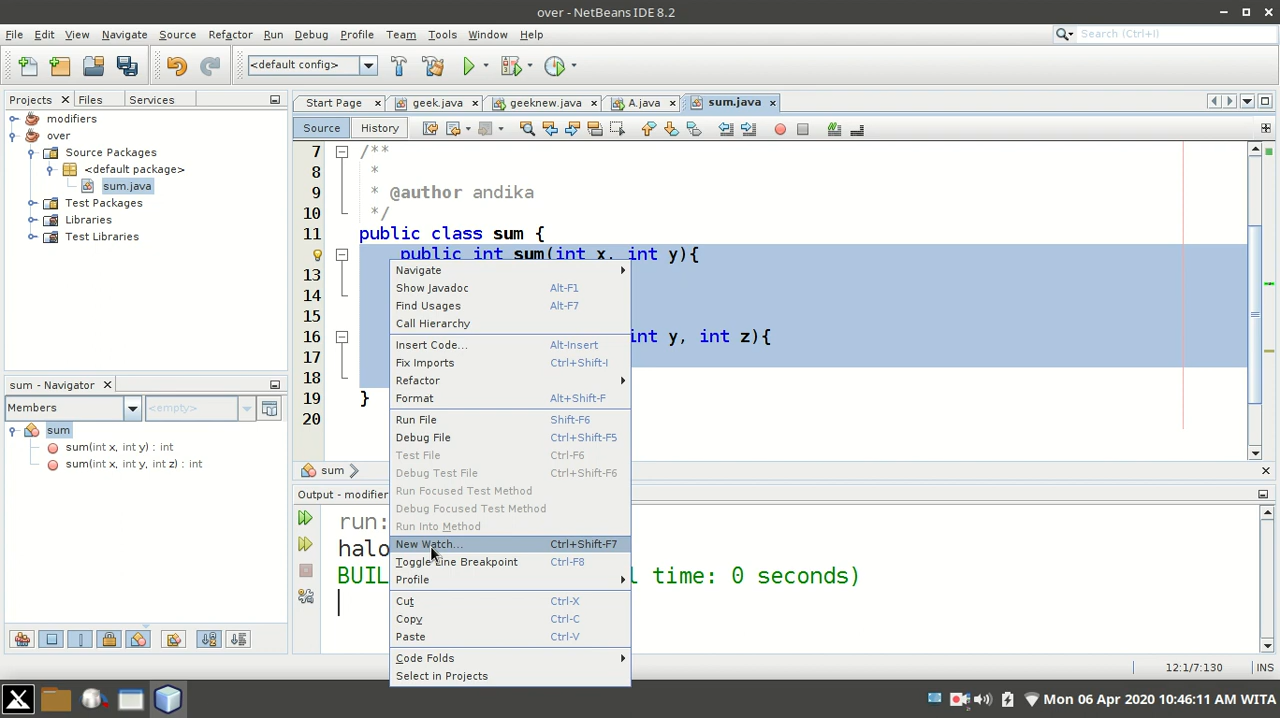 over - NetBeans IDE 8.2
File Edit View Navigate Source Refactor Run Debug Profile Team Tools Window Help
Search (Ctrl+I)
<default config>
Projects Files Services
modifiers
over
Source Packages
<default package>
sum.java
Test Packages
Libraries
Test Libraries
sum - Navigator
Members
<empty>
sum
sum(int x, int y) : int
sum(int x, int y, int z) : int
Start Page geek.java geeknew.java A.java sum.java
Source History
7 /**
8 *
9 * @author andika
10 */
11 public class sum {
public int sum(int x, int y){
13
14
15
16 int y, int z){
17
18
19 }
20
sum
Output - modifier
run:
halo
BUIL l time: 0 seconds)
Navigate
Show Javadoc Alt-F1
Find Usages Alt-F7
Call Hierarchy
Insert Code... Alt-Insert
Fix Imports Ctrl+Shift-I
Refactor
Format Alt+Shift-F
Run File Shift-F6
Debug File Ctrl+Shift-F5
Test File Ctrl-F6
Debug Test File Ctrl+Shift-F6
Run Focused Test Method
Debug Focused Test Method
Run Into Method
New Watch... Ctrl+Shift-F7
Toggle Line Breakpoint Ctrl-F8
Profile
Cut Ctrl-X
Copy Ctrl-C
Paste Ctrl-V
Code Folds
Select in Projects
12:1/7:130 INS
Mon 06 Apr 2020 10:46:11 AM WITA